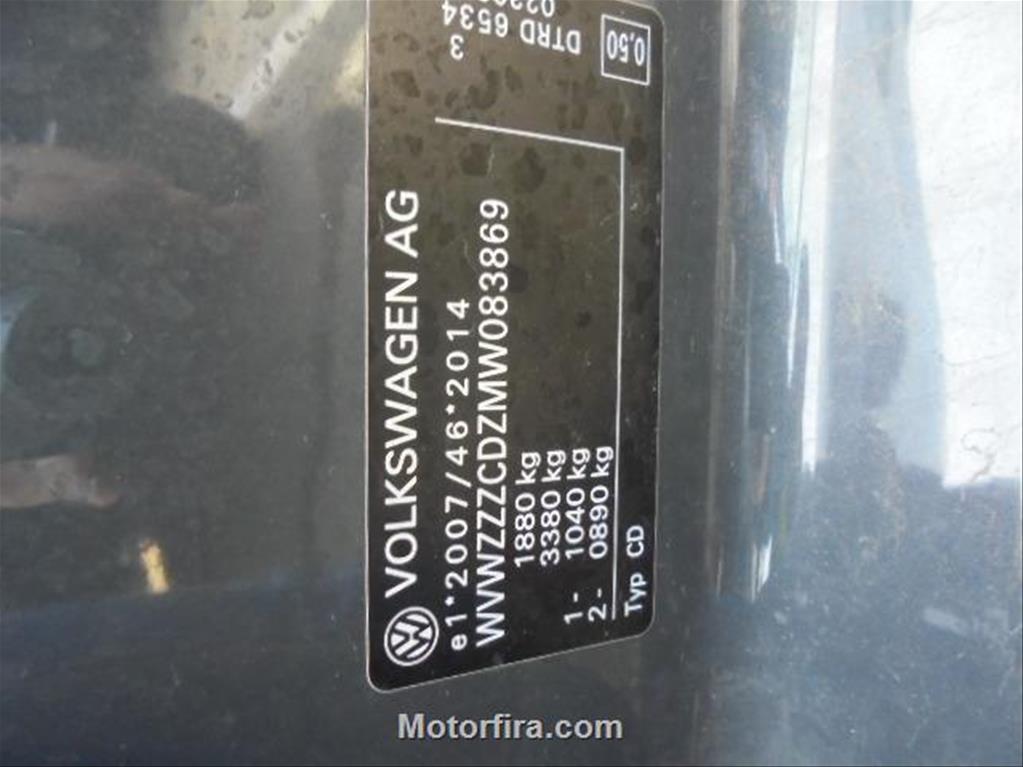 VOLKSWAGEN AG
e1*2007/46*2014
WVWZZZCDZMW083869
1880 kg
3380 kg
1- 1040 kg
2- 0890 kg
Typ CD
3
DTRD 6534
0,50
Motorfira.com